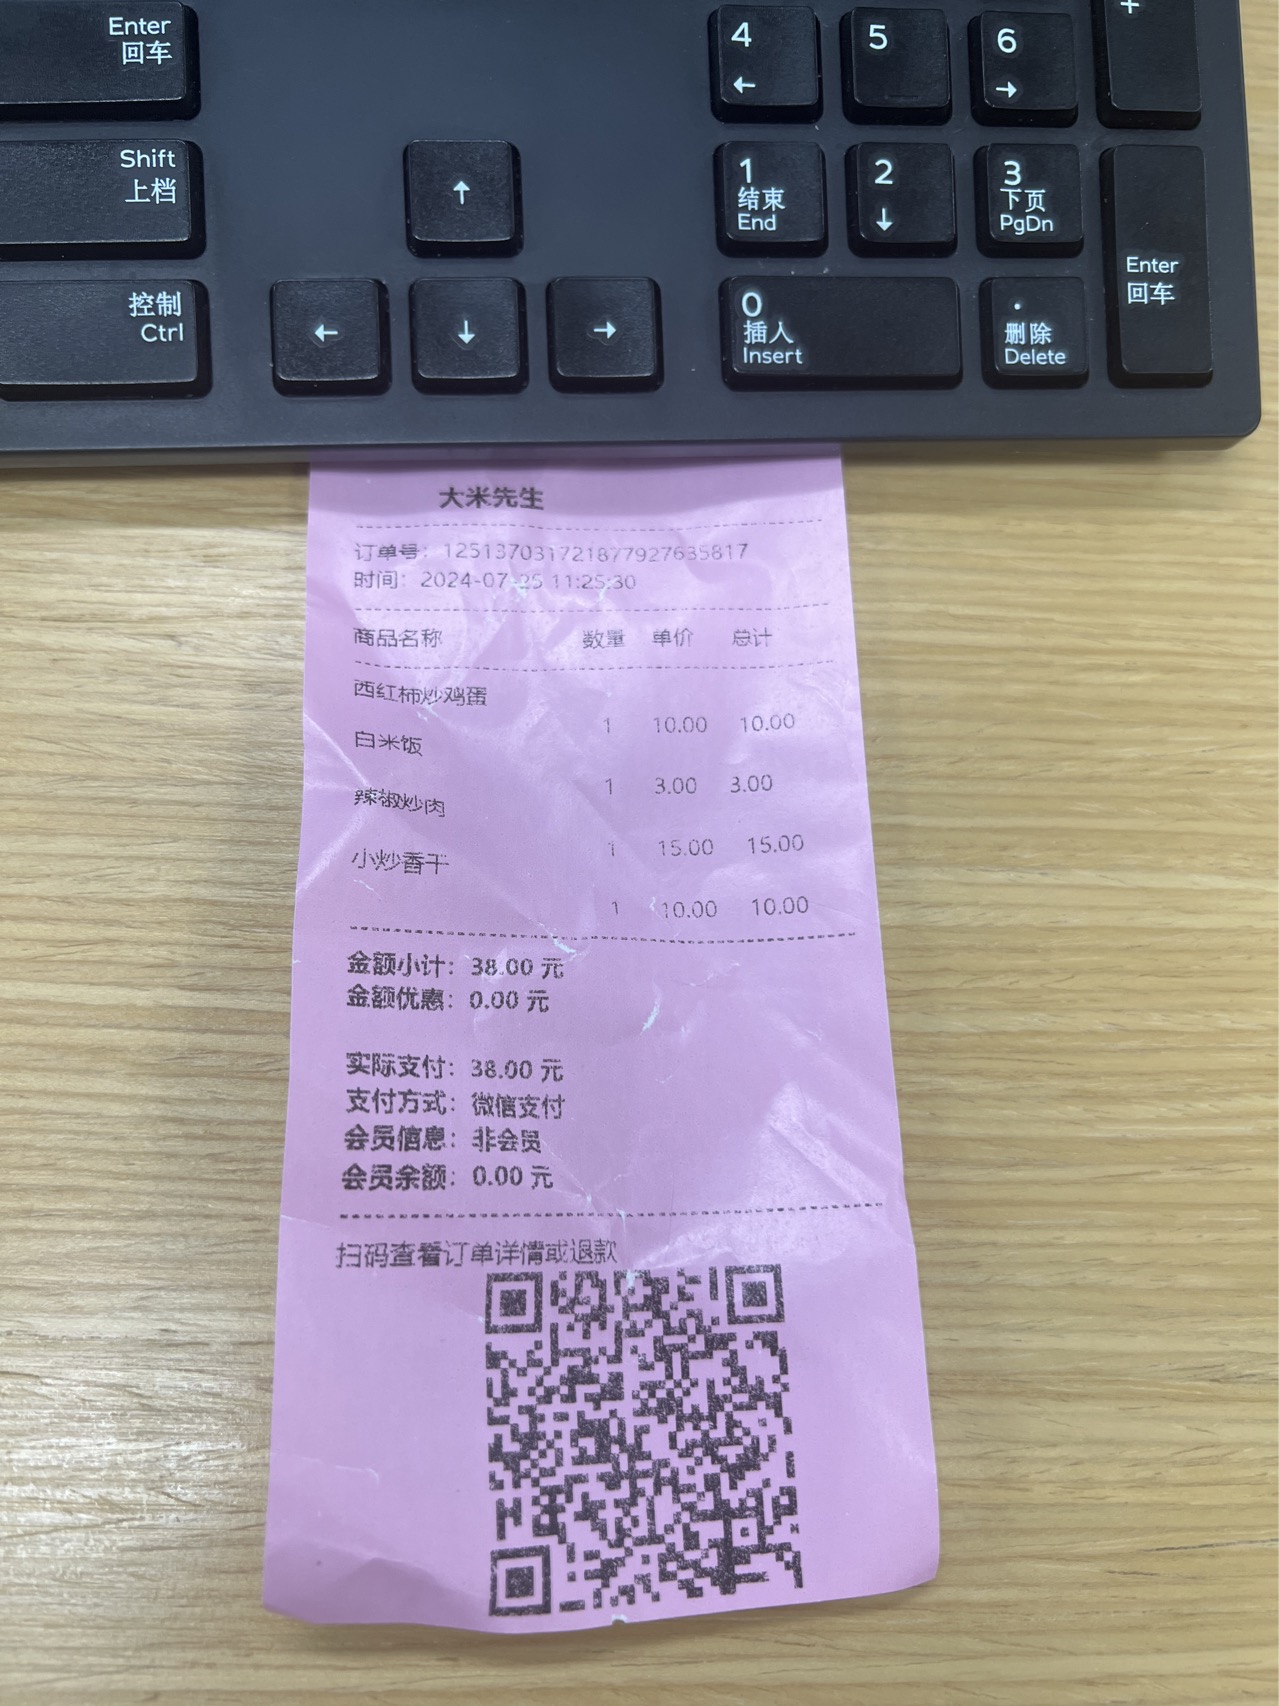 Enter
回车
4
5
6
+
Shift
上档
↑
1
结束
End
2
↓
3
下页
PgDn
控制
Ctrl
←
↓
→
0
插入
Insert
.
删除
Delete
Enter
回车
大米先生
订单号: 1251370317218779276358​17
时间: 2024-07-25 11:25:30
商品名称 数量 单价 总计
西红柿炒鸡蛋
1 10.00 10.00
白米饭
1 3.00 3.00
辣椒炒肉
1 15.00 15.00
小炒香干
1 10.00 10.00
金额小计: 38.00 元
金额优惠: 0.00 元
实际支付: 38.00 元
支付方式: 微信支付
会员信息: 非会员
会员余额: 0.00 元
扫码查看订单详情或退款